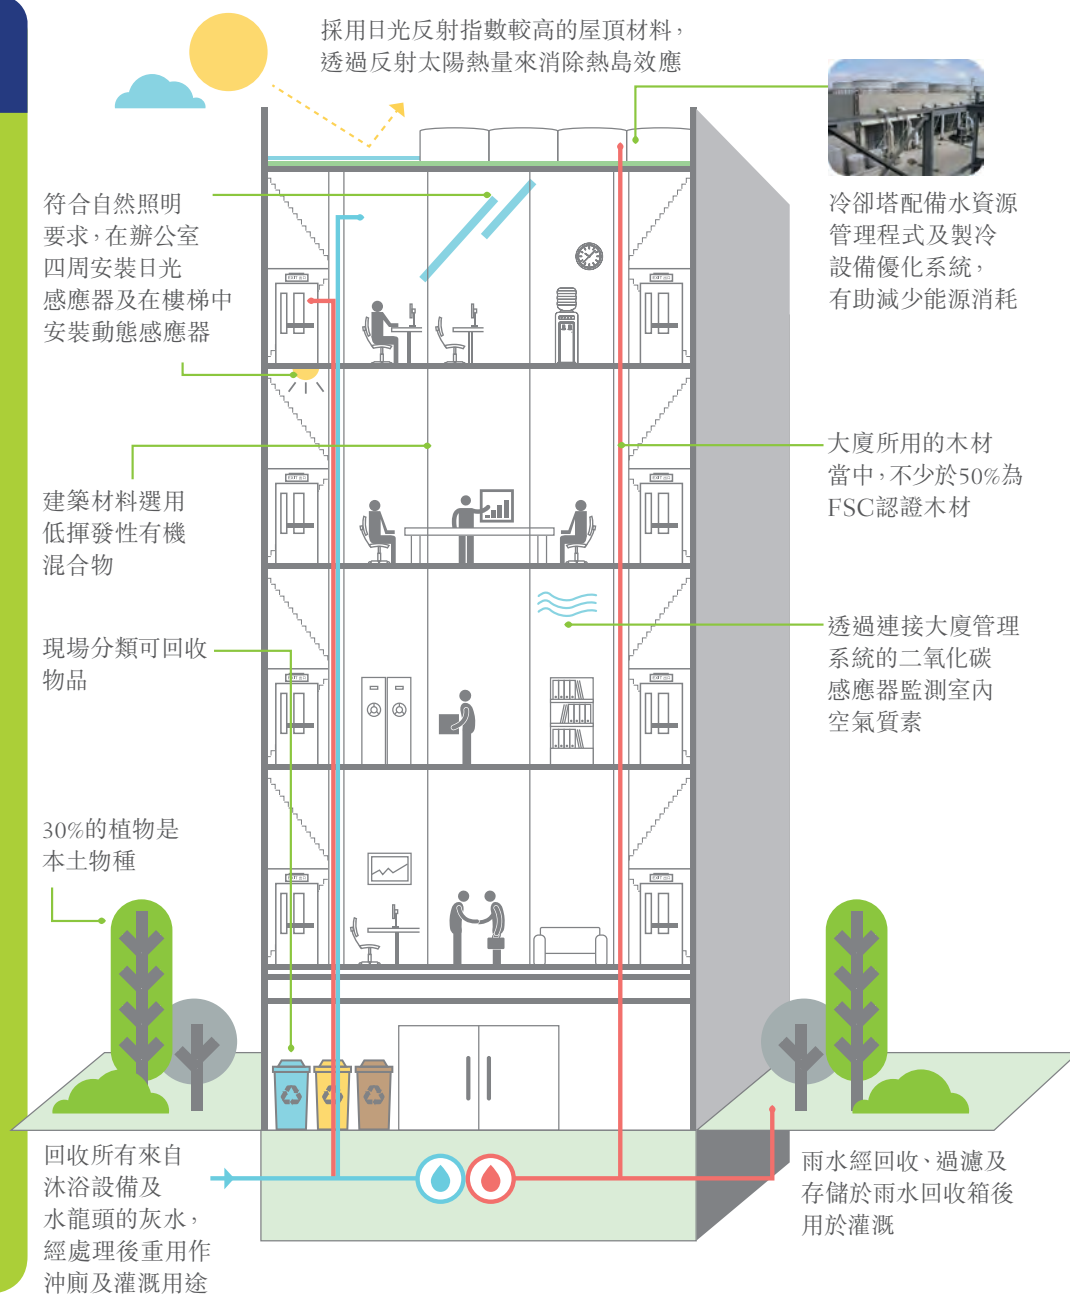 採用日光反射指數較高的屋頂材料，
透過反射太陽熱量來消除熱島效應
符合自然照明
要求，在辦公室
四周安裝日光
感應器及在樓梯中
安裝動態感應器
冷卻塔配備水資源
管理程式及製冷
設備優化系統，
有助減少能源消耗
建築材料選用
低揮發性有機
混合物
大廈所用的木材
當中，不少於50%為
FSC認證木材
現場分類可回收
物品
透過連接大廈管理
系統的二氧化碳
感應器監測室內
空氣質素
30%的植物是
本土物種
回收所有來自
沐浴設備及
水龍頭的灰水，
經處理後重用作
沖廁及灌溉用途
雨水經回收、過濾及
存儲於雨水回收箱後
用於灌溉